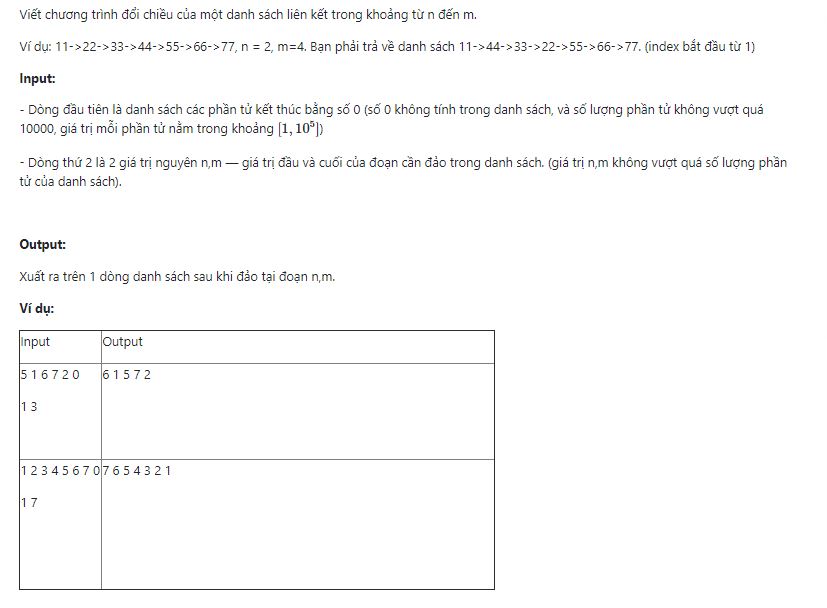 Viết chương trình đổi chiều của một danh sách liên kết trong khoảng từ n đến m.
Ví dụ: 11->22->33->44->55->66->77, n = 2, m=4. Bạn phải trả về danh sách 11->44->33->22->55->66->77. (index bắt đầu từ 1)
Input:
- Dòng đầu tiên là danh sách các phần tử kết thúc bằng số 0 (số 0 không tính trong danh sách, và số lượng phần tử không vượt quá
10000, giá trị mỗi phần tử nằm trong khoảng [1, 10⁵])
- Dòng thứ 2 là 2 giá trị nguyên n,m — giá trị đầu và cuối của đoạn cần đảo trong danh sách. (giá trị n,m không vượt quá số lượng phần
tử của danh sách).
Output:
Xuất ra trên 1 dòng danh sách sau khi đảo tại đoạn n,m.
Ví dụ:
Input Output
5 1 6 7 2 0 6 1 5 7 2
1 3
1 2 3 4 5 6 7 0 7 6 5 4 3 2 1
1 7